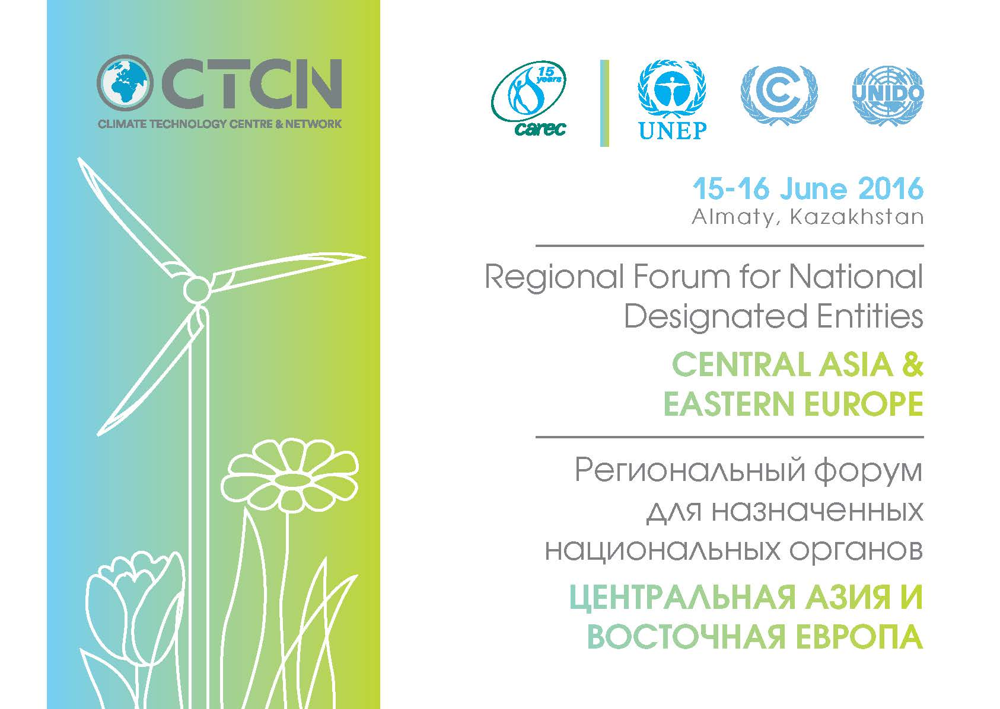 CTCN
CLIMATE TECHNOLOGY CENTRE & NETWORK
15
years
carec
UNEP
UNIDO
15-16 June 2016
Almaty, Kazakhstan
Regional Forum for National
Designated Entities
CENTRAL ASIA &
EASTERN EUROPE
Региональный форум
для назначенных
национальных органов
ЦЕНТРАЛЬНАЯ АЗИЯ И
ВОСТОЧНАЯ ЕВРОПА